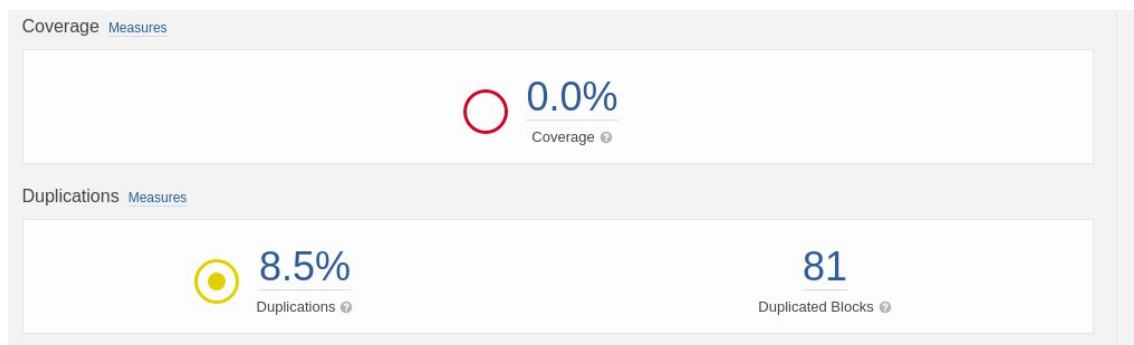 Coverage Measures
0.0%
Coverage ?
Duplications Measures
8.5%
Duplications ?
81
Duplicated Blocks ?